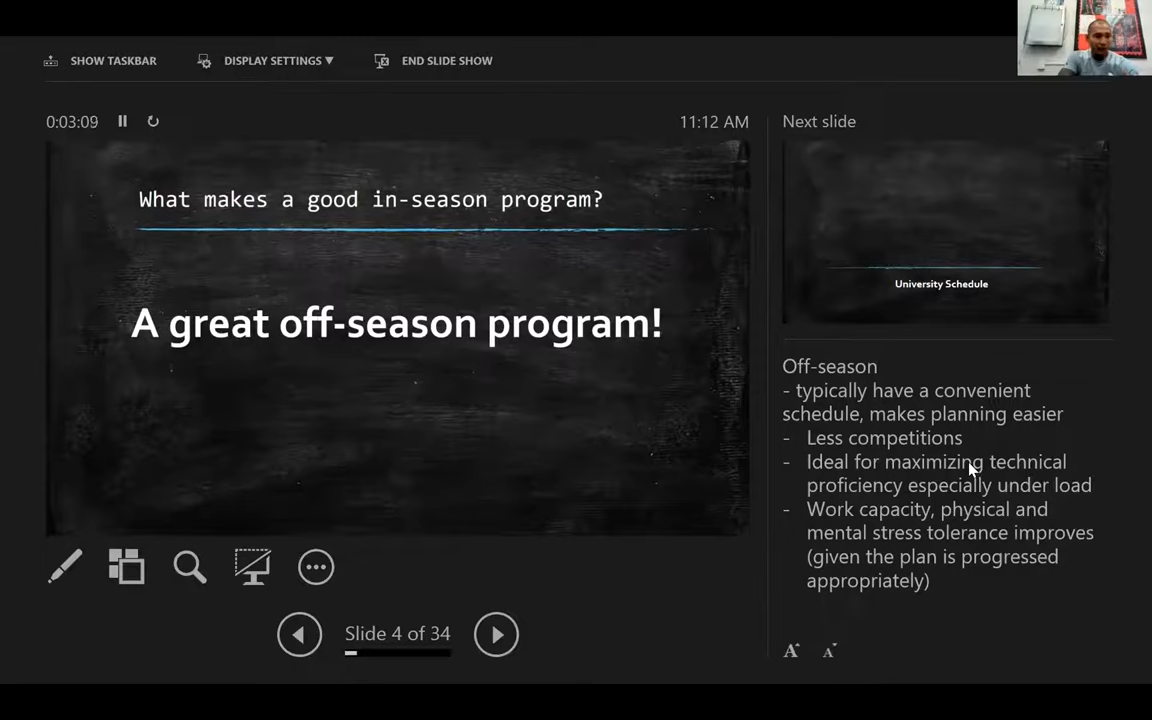 SHOW TASKBAR
DISPLAY SETTINGS ▼
END SLIDE SHOW
0:03:09
11:12 AM
What makes a good in-season program?
A great off-season program!
Slide 4 of 34
Next slide
University Schedule
Off-season
- typically have a convenient
schedule, makes planning easier
- Less competitions
- Ideal for maximizing technical
proficiency especially under load
- Work capacity, physical and
mental stress tolerance improves
(given the plan is progressed
appropriately)
A A